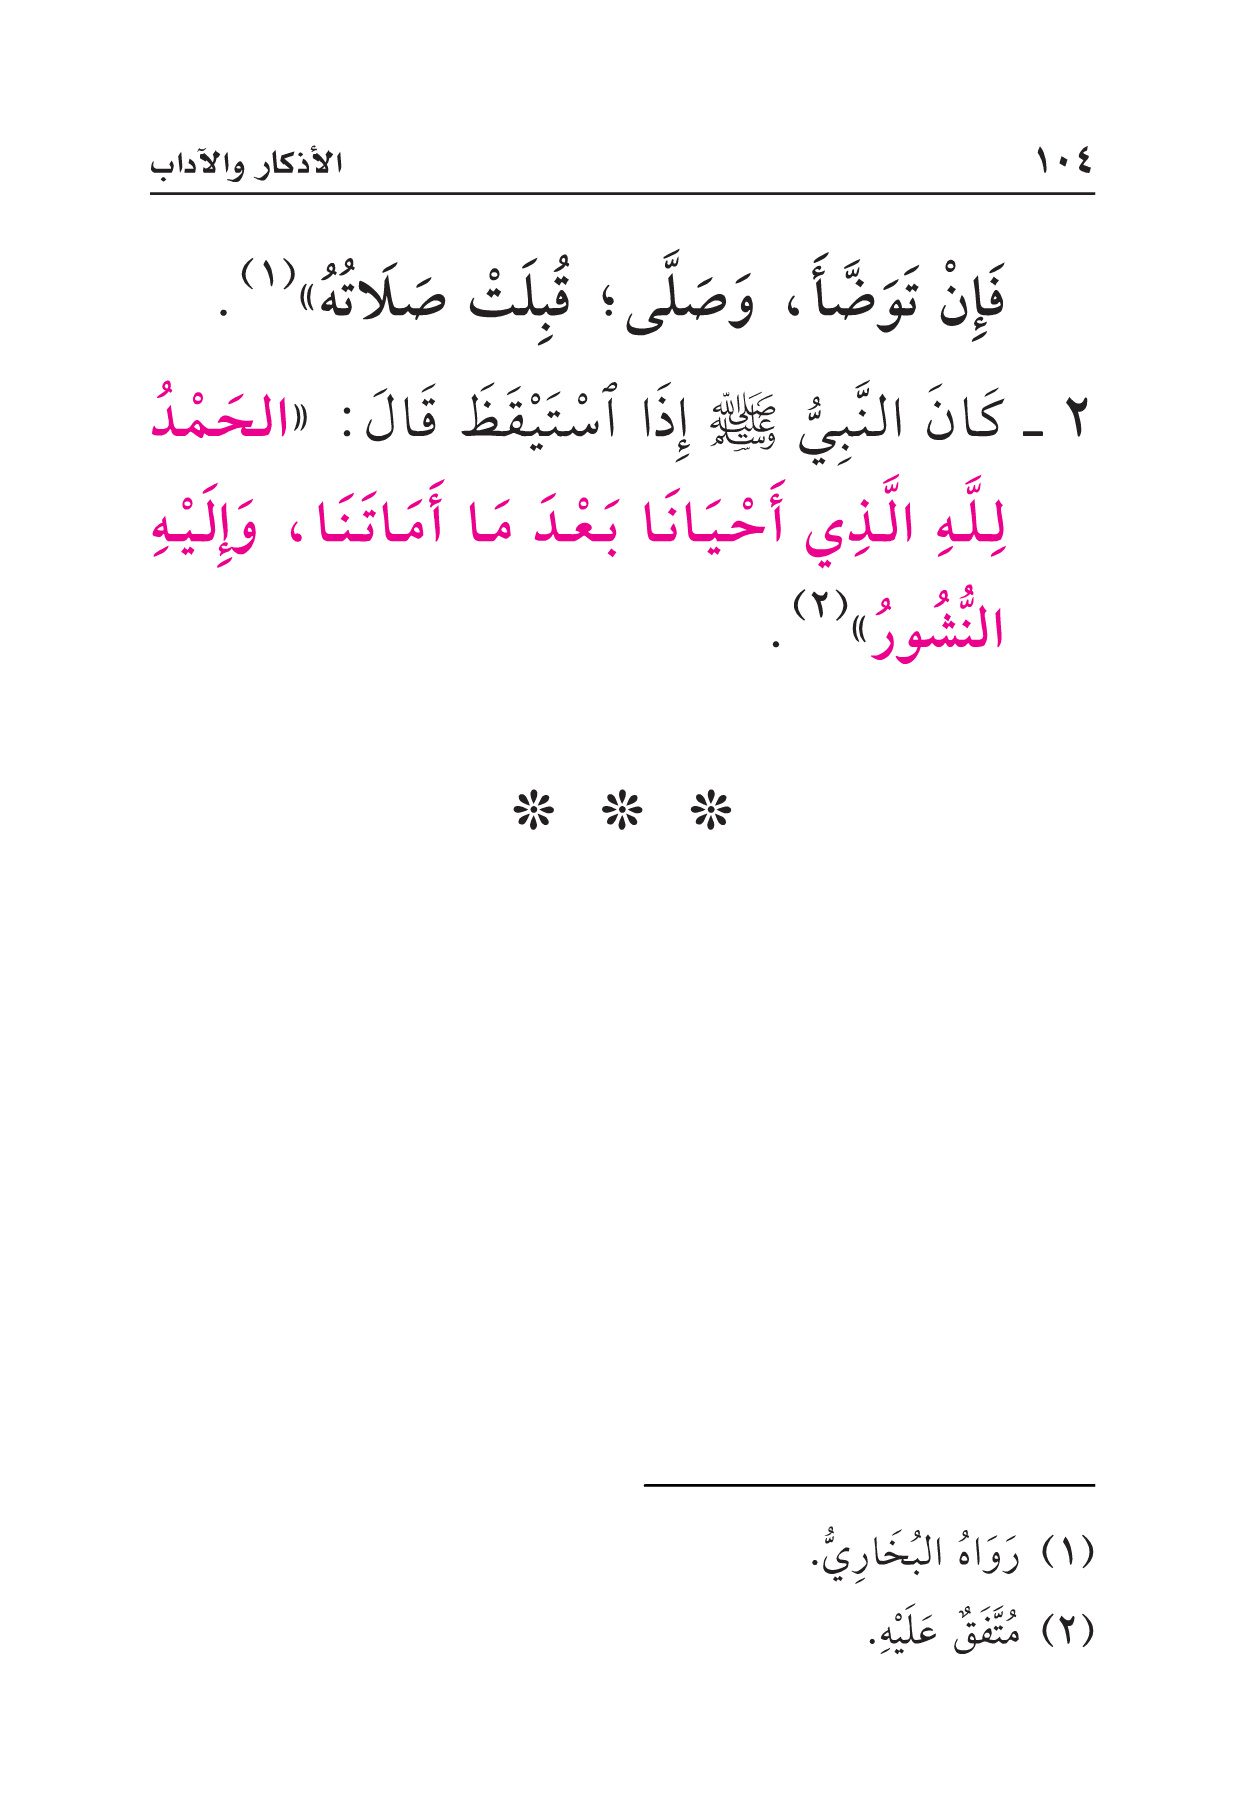 ١٠٤ الأذكار والآداب
فَإِنْ تَوَضَّأَ، وَصَلَّى؛ قُبِلَتْ صَلَاتُهُ»(١).
٢ ـ كَانَ النَّبِيُّ ﷺ إِذَا ٱسْتَيْقَظَ قَالَ: «الحَمْدُ
لِلَّهِ الَّذِي أَحْيَانَا بَعْدَ مَا أَمَاتَنَا، وَإِلَيْهِ
النُّشُورُ»(٢).
(١) رَوَاهُ البُخَارِيُّ.
(٢) مُتَّفَقٌ عَلَيْهِ.